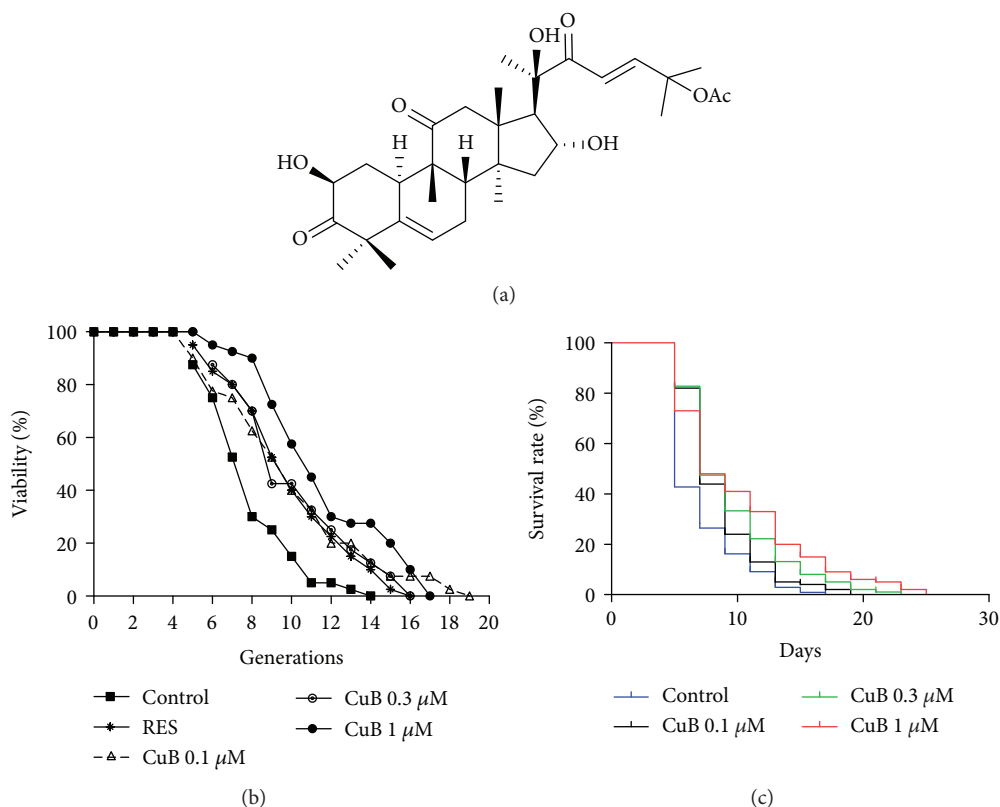 OH
O
OAc
O
H
H
OH
HO
O
(a)
Viability (%)
100
80
60
40
20
0
0 2 4 6 8 10 12 14 16 18 20
Generations
Control
RES
CuB 0.1 μM
CuB 0.3 μM
CuB 1 μM
(b)
Survival rate (%)
100
80
60
40
20
0
0 10 20 30
Days
Control
CuB 0.1 μM
CuB 0.3 μM
CuB 1 μM
(c)